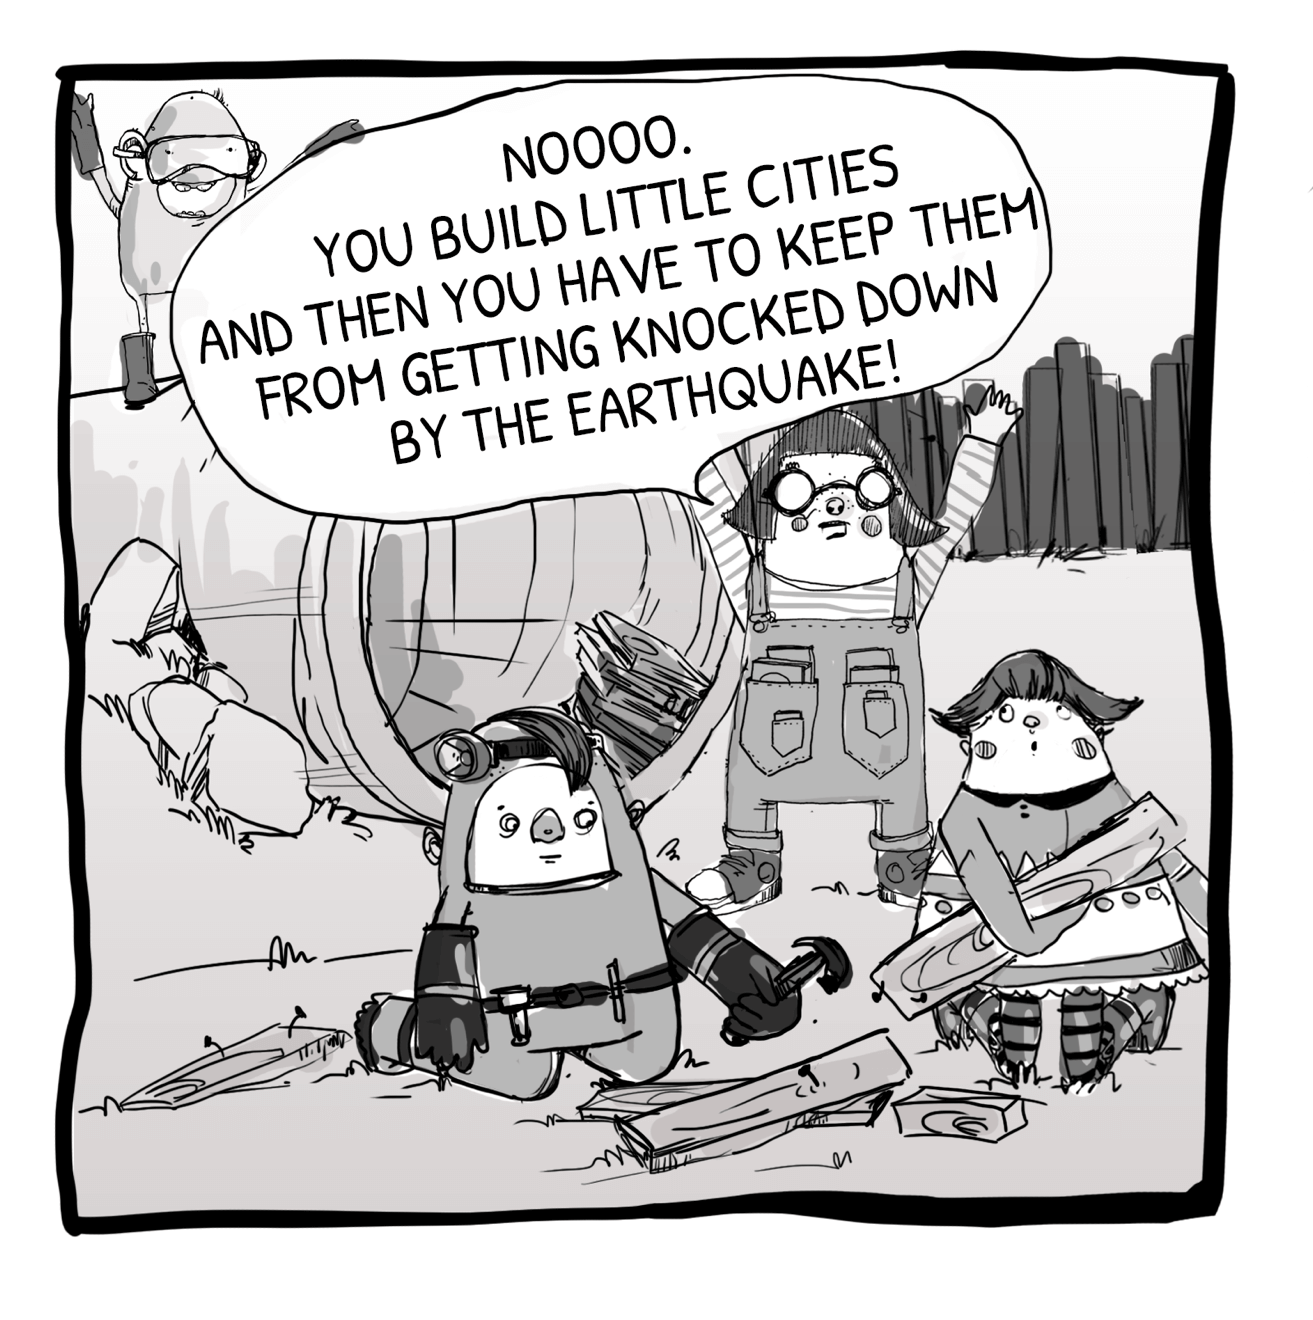 NOOOO.
YOU BUILD LITTLE CITIES
AND THEN YOU HAVE TO KEEP THEM
FROM GETTING KNOCKED DOWN
BY THE EARTHQUAKE!